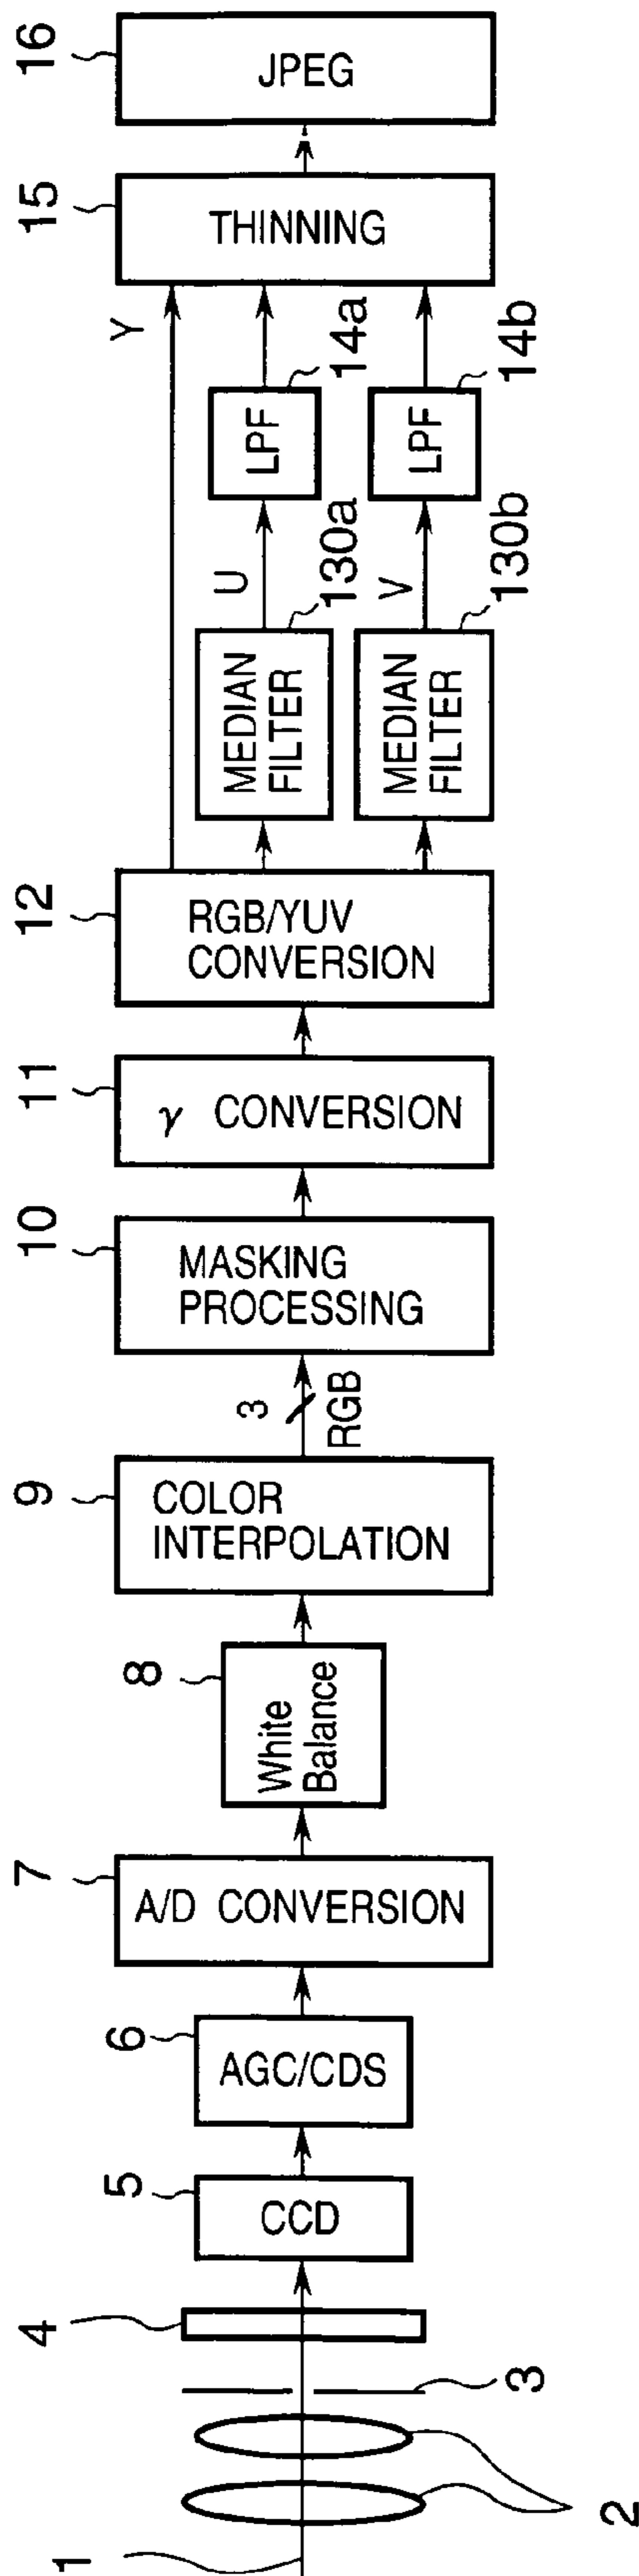 1
2
3
4
5
CCD
6
AGC/CDS
7
A/D CONVERSION
8
White
Balance
9
COLOR
INTERPOLATION
3
RGB
10
MASKING
PROCESSING
11
γ CONVERSION
12
RGB/YUV
CONVERSION
Y
MEDIAN
FILTER
U
130a
LPF
14a
MEDIAN
FILTER
V
130b
LPF
14b
15
THINNING
16
JPEG